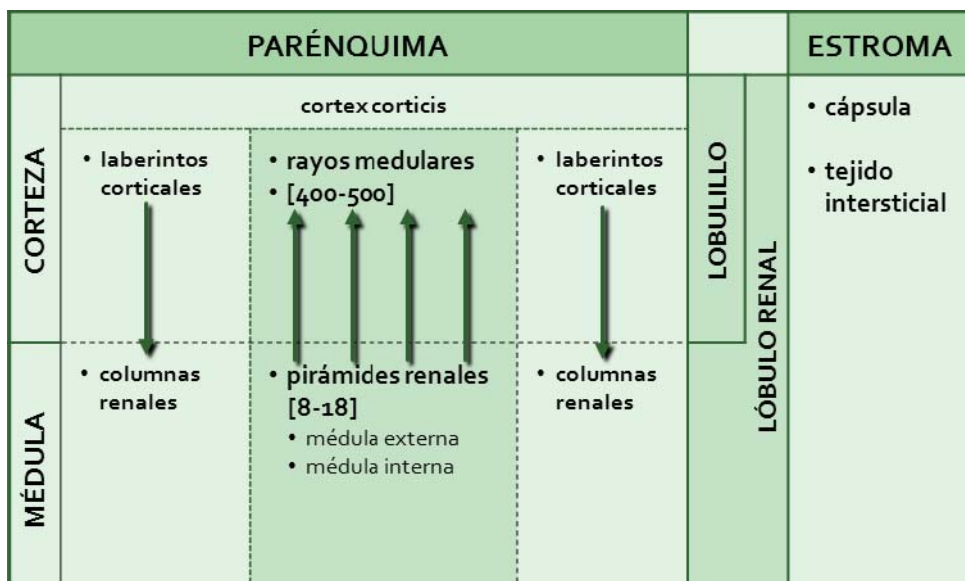 PARÉNQUIMA
ESTROMA
CORTEZA
cortex corticis
• laberintos
corticales
• rayos medulares
• [400-500]
• laberintos
corticales
MÉDULA
• columnas
renales
• pirámides renales
[8-18]
• médula externa
• médula interna
• columnas
renales
LOBULILLO
LÓBULO RENAL
• cápsula
• tejido
intersticial